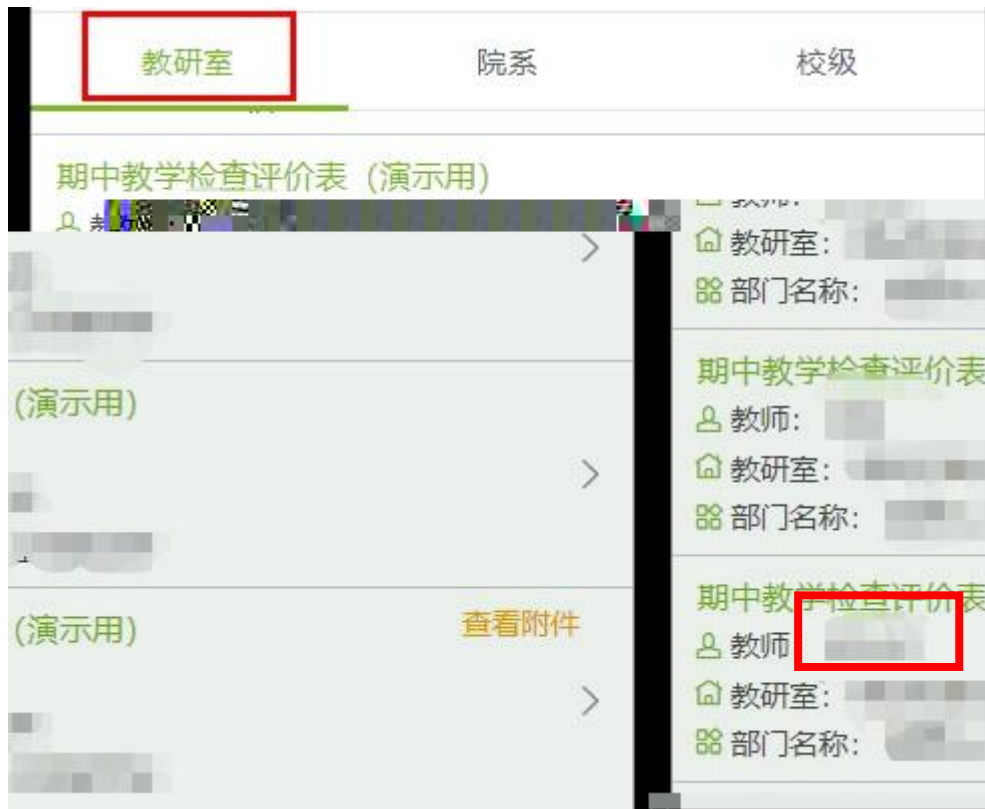 教研室
院系
校级
期中教学检查评价表（演示用）
教研室：
部门名称：
（演示用）
期中教学检查评价表
教师：
教研室：
部门名称：
（演示用）
查看附件
期中教学检查评价表
教师
教研室：
部门名称：